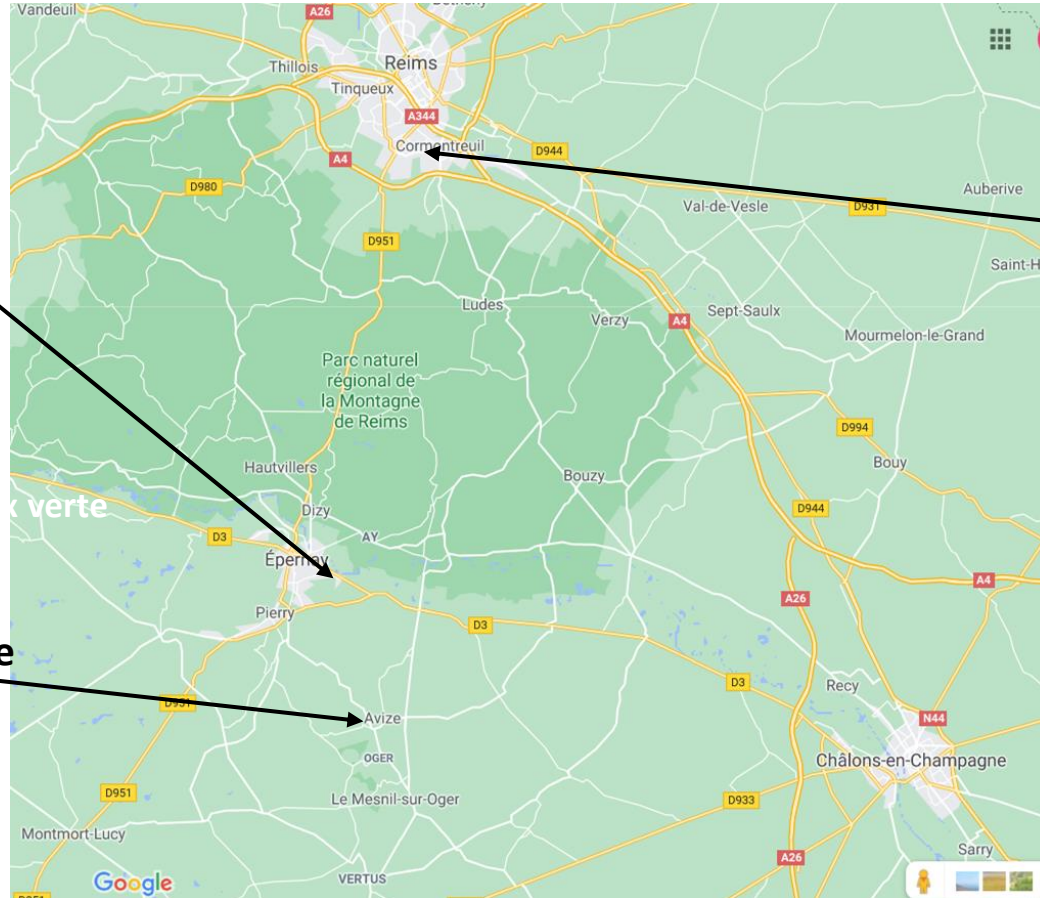 Vandeuil
A26
Thillois
Reims
Tinqueux
A344
Cormontreuil
D944
A4
D980
Auberive
Val-de-Vesle
D931
D951
Saint-H
Ludes
Verzy
A4
Sept-Saulx
Mourmelon-le-Grand
Parc naturel
régional de
la Montagne
de Reims
D994
Hautvillers
Bouzy
Bouy
x verte
Dizy
D944
D3
AY
Épernay
A4
A26
Pierry
D3
e
D3
Recy
D951
Avize
N44
OGER
Châlons-en-Champagne
D951
Le Mesnil-sur-Oger
D933
Montmort-Lucy
Sarry
A26
Google
VERTUS
D951